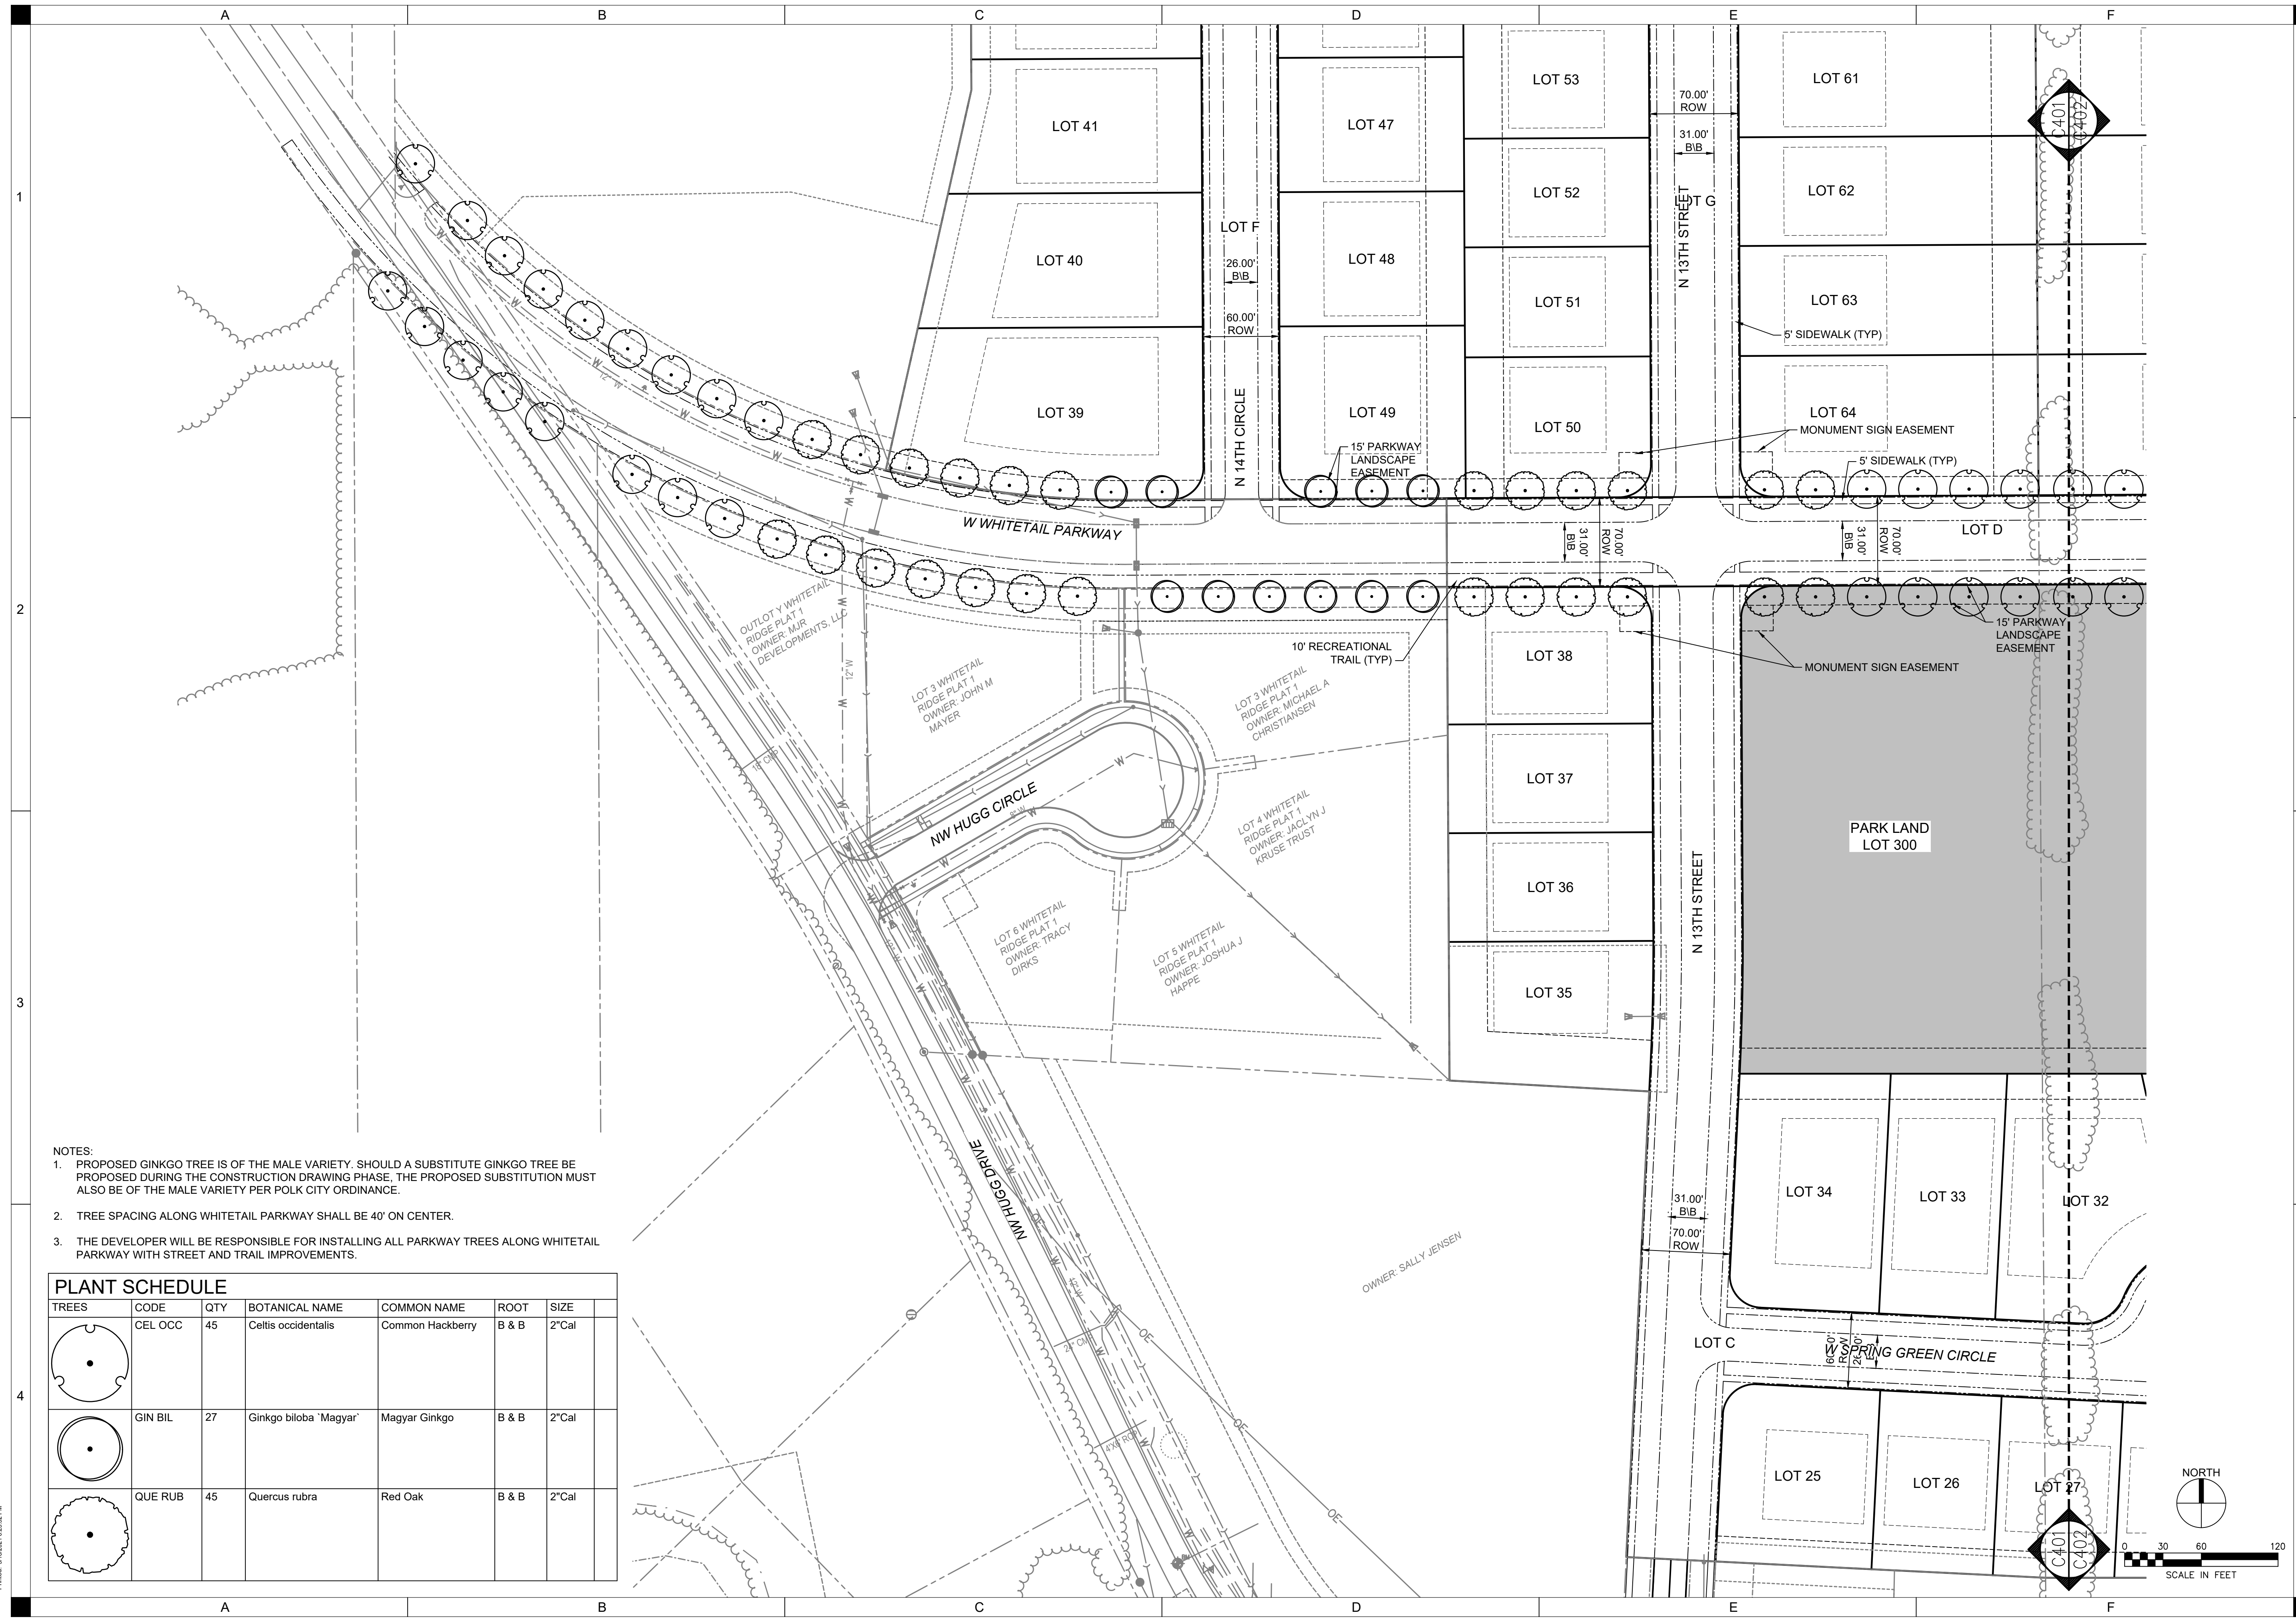 A B C D E F
1
2
3
4
LOT 41
LOT 40
LOT 39
LOT F
26.00'
B\B
60.00'
ROW
N 14TH CIRCLE
LOT 47
LOT 48
LOT 49
15' PARKWAY
LANDSCAPE
EASEMENT
LOT 53
LOT 52
LOT 51
LOT 50
70.00'
ROW
31.00'
B\B
LOT G
N 13TH STREET
5' SIDEWALK (TYP)
LOT 61
LOT 62
LOT 63
LOT 64
MONUMENT SIGN EASEMENT
5' SIDEWALK (TYP)
C401
C402
W WHITETAIL PARKWAY
31.00'
B\B
70.00'
ROW
31.00'
B\B
70.00'
ROW
LOT D
15' PARKWAY
LANDSCAPE
EASEMENT
MONUMENT SIGN EASEMENT
10' RECREATIONAL
TRAIL (TYP)
OUTLOT Y WHITETAIL
RIDGE PLAT 1
OWNER: MJR
DEVELOPMENTS, LLC
12" W
12" W
LOT 3 WHITETAIL
RIDGE PLAT 1
OWNER: JOHN M
MAYER
LOT 3 WHITETAIL
RIDGE PLAT 1
OWNER: MICHAEL A
CHRISTIANSEN
18" CMP
NW HUGG CIRCLE
8" W
LOT 4 WHITETAIL
RIDGE PLAT 1
OWNER: JACLYN J
KRUSE TRUST
LOT 6 WHITETAIL
RIDGE PLAT 1
OWNER: TRACY
DIRKS
LOT 5 WHITETAIL
RIDGE PLAT 1
OWNER: JOSHUA J
HAPPE
LOT 38
LOT 37
LOT 36
LOT 35
N 13TH STREET
PARK LAND
LOT 300
NW HUGG DRIVE
12" W
24" CMP
OE
OE
OE
OE
OWNER: SALLY JENSEN
31.00'
B\B
70.00'
ROW
LOT 34
LOT 33
LOT 32
LOT C
ROW
W SPRING GREEN CIRCLE
LOT 25
LOT 26
LOT 27
C401
C402
NORTH
0 30 60 120
SCALE IN FEET
NOTES:
1. PROPOSED GINKGO TREE IS OF THE MALE VARIETY. SHOULD A SUBSTITUTE GINKGO TREE BE
PROPOSED DURING THE CONSTRUCTION DRAWING PHASE, THE PROPOSED SUBSTITUTION MUST
ALSO BE OF THE MALE VARIETY PER POLK CITY ORDINANCE.
2. TREE SPACING ALONG WHITETAIL PARKWAY SHALL BE 40' ON CENTER.
3. THE DEVELOPER WILL BE RESPONSIBLE FOR INSTALLING ALL PARKWAY TREES ALONG WHITETAIL
PARKWAY WITH STREET AND TRAIL IMPROVEMENTS.
PLANT SCHEDULE
TREES CODE QTY BOTANICAL NAME COMMON NAME ROOT SIZE
CEL OCC 45 Celtis occidentalis Common Hackberry B & B 2"Cal
GIN BIL 27 Ginkgo biloba `Magyar` Magyar Ginkgo B & B 2"Cal
QUE RUB 45 Quercus rubra Red Oak B & B 2"Cal
A B C D E F